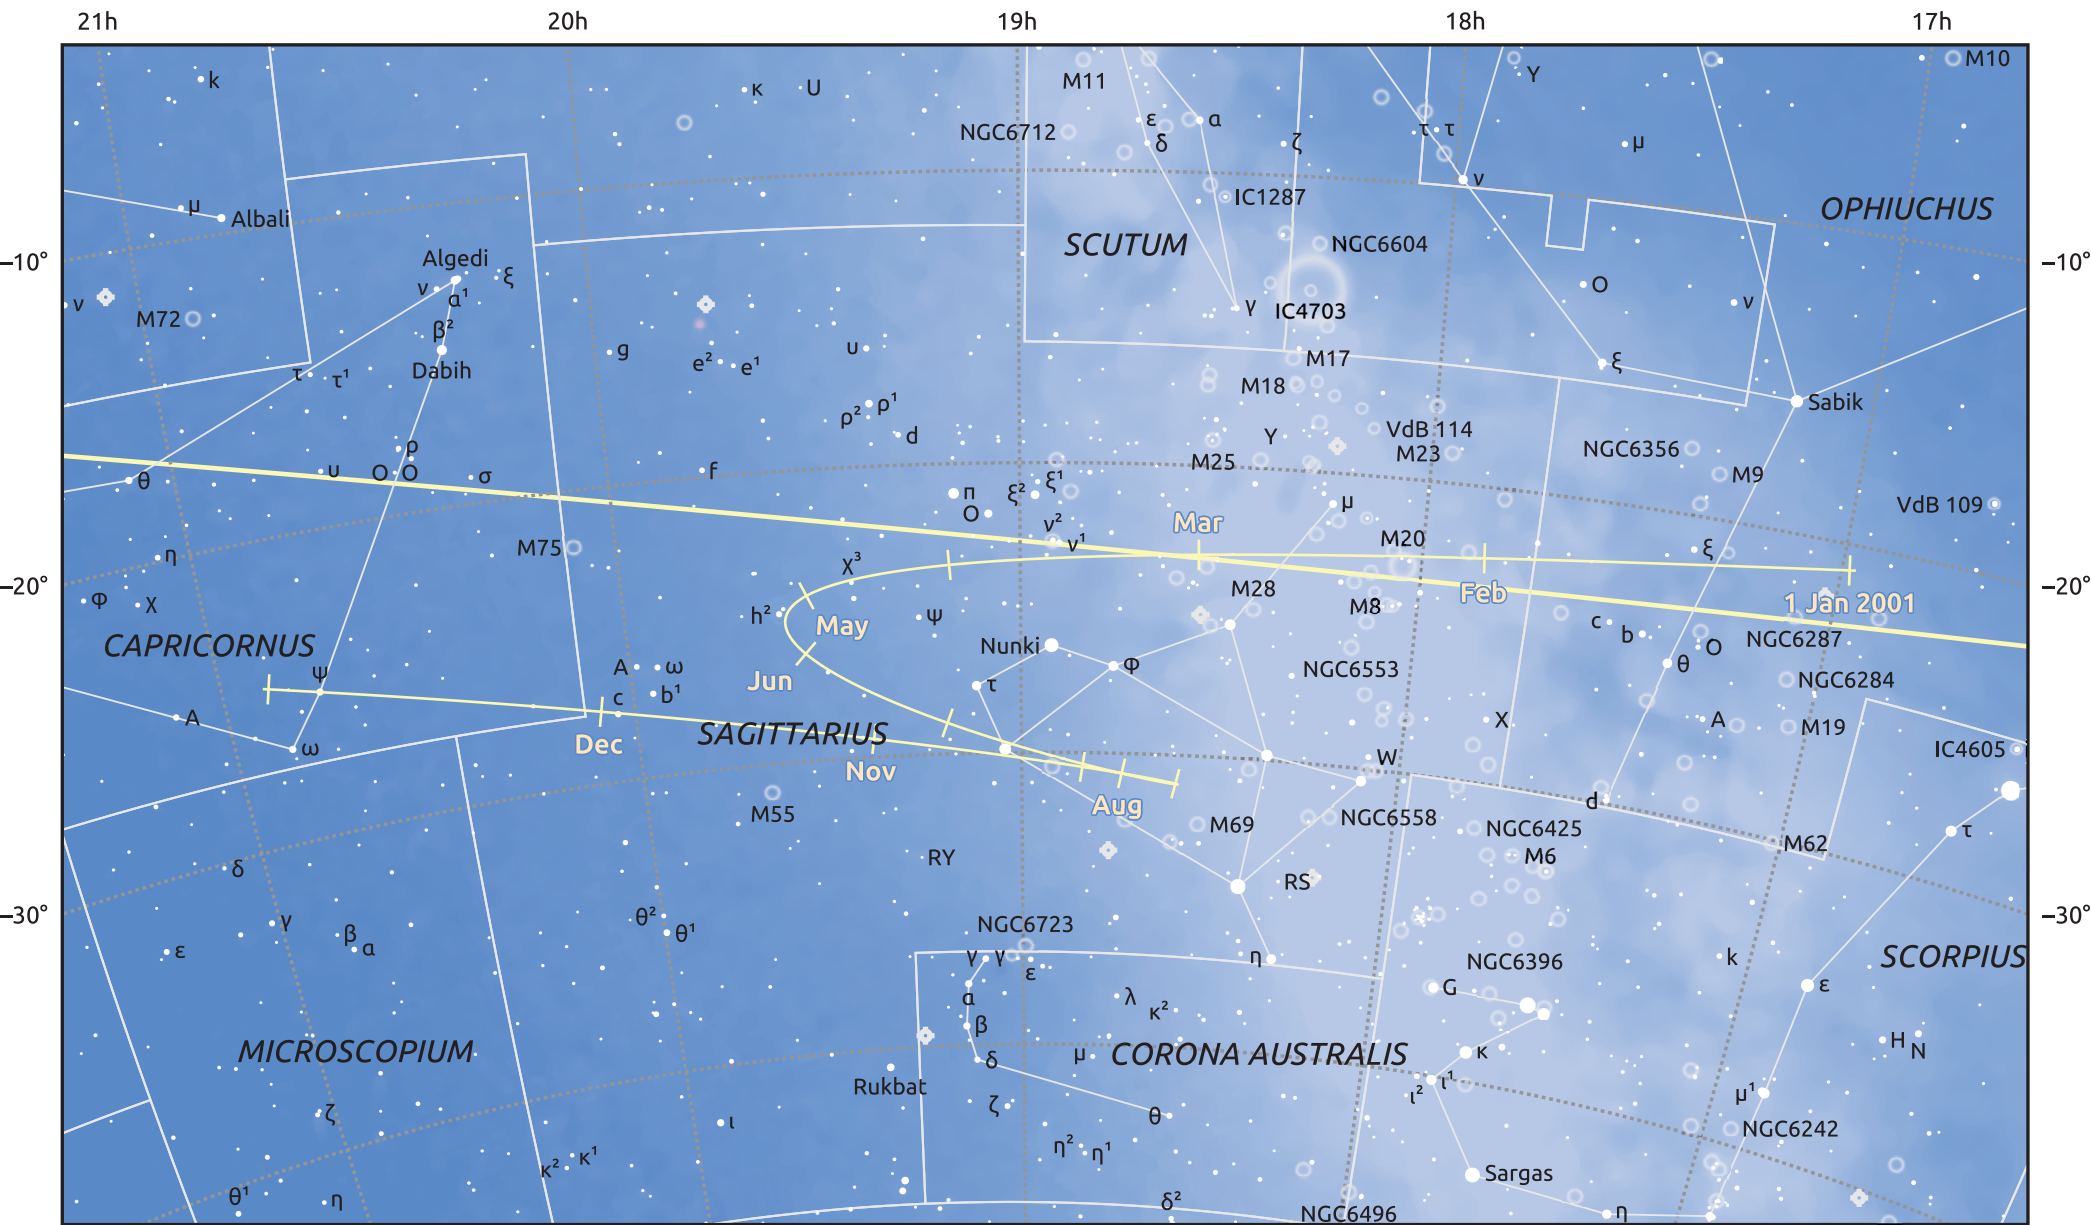 21h 20h 19h 18h 17h
k κ U M11 γ M10
ε α
NGC6712 δ ζ τ τ μ
ν
μ Albali IC1287 OPHIUCHUS
SCUTUM NGC6604
−10° Algedi −10°
ν ξ
α¹ O ν
ν M72 γ IC4703
β²
g υ M17 ξ
Dabih e² e¹
τ τ¹ M18
ρ² ρ¹ Sabik
d Y VdB 114
ρ M23 NGC6356
M25
υ O O σ f M9
θ π ξ² ξ¹
O μ VdB 109
ν² Mar
ν¹ M20
η M75 ξ
χ³
−20° M28 Feb −20°
Φ χ h² May Ψ M8 1 Jan 2001
c b
CAPRICORNUS Nunki O NGC6287
A ω Φ θ
Ψ Jun τ NGC6553 NGC6284
c b¹
A SAGITTARIUS X A M19
ω Dec IC4605
Nov W
Aug d
M55 M69 NGC6558 NGC6425 τ
M62
RY M6
δ RS
−30° θ² −30°
γ β θ¹ NGC6723
ε α γ γ ε η NGC6396 k SCORPIUS
α λ G ε
κ²
β
MICROSCOPIUM δ μ CORONA AUSTRALIS κ H N
Rukbat ι² ι¹ μ¹
ζ ζ θ
ι NGC6242
κ² κ¹ η² η¹
Sargas
θ¹ η δ² NGC6496 η